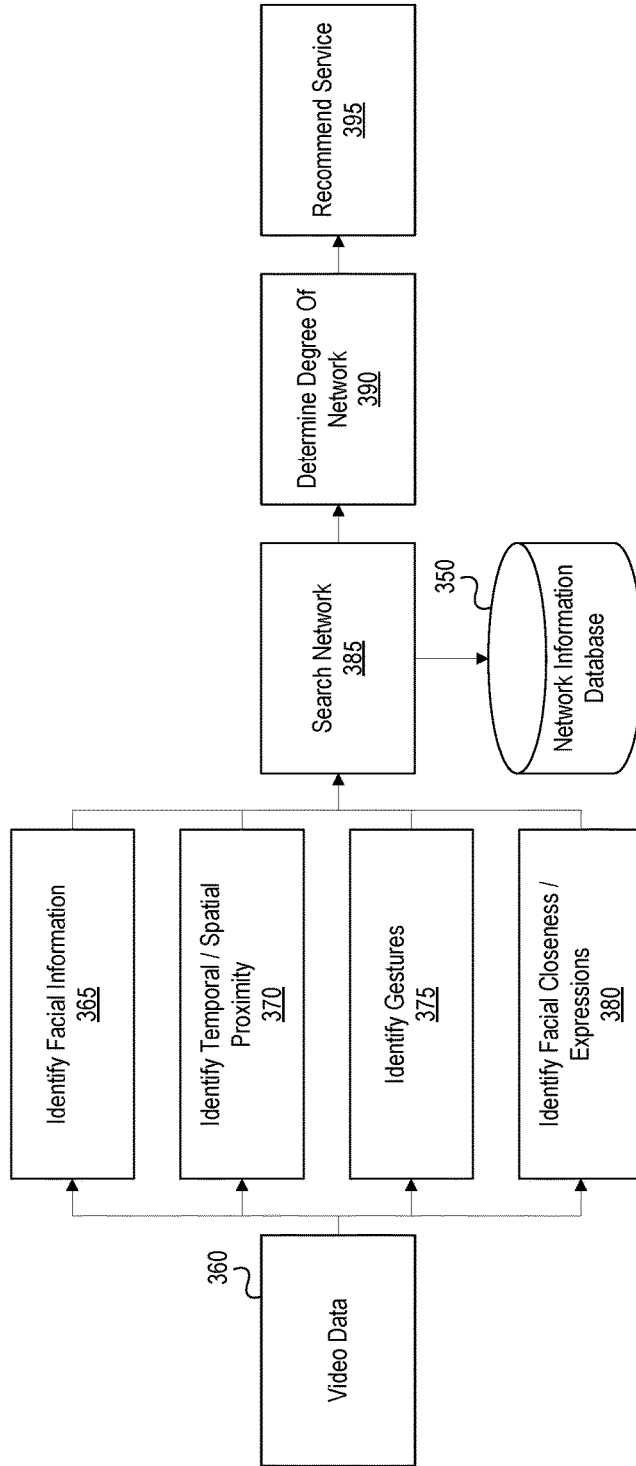 360
Video Data
Identify Facial Information
365
Identify Temporal / Spatial
Proximity
370
Identify Gestures
375
Identify Facial Closeness /
Expressions
380
Search Network
385
350
Network Information
Database
Determine Degree Of
Network
390
Recommend Service
395